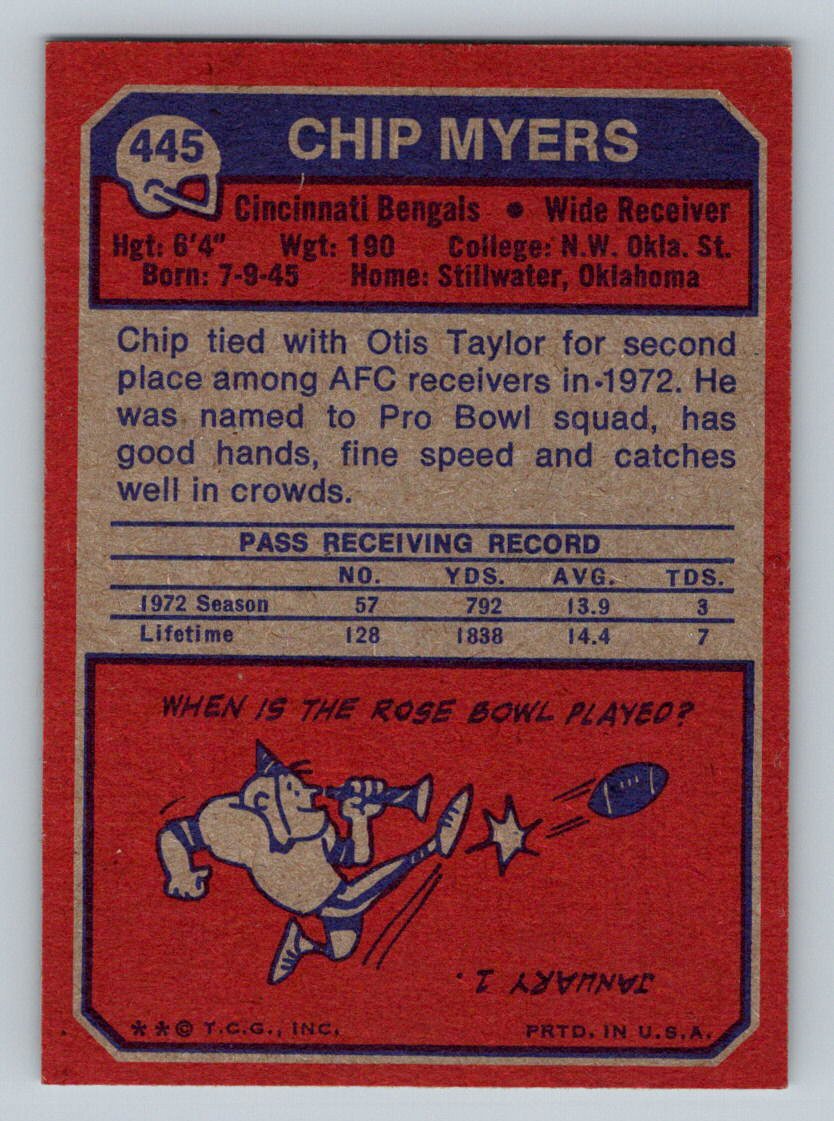 445 CHIP MYERS
Cincinnati Bengals • Wide Receiver
Hgt: 6'4" Wgt: 190 College: N.W. Okla. St.
Born: 7-9-45 Home: Stillwater, Oklahoma
Chip tied with Otis Taylor for second
place among AFC receivers in 1972. He
was named to Pro Bowl squad, has
good hands, fine speed and catches
well in crowds.
PASS RECEIVING RECORD
NO. YDS. AVG. TDS.
1972 Season 57 792 13.9 3
Lifetime 128 1838 14.4 7
WHEN IS THE ROSE BOWL PLAYED?
JANUARY 1.
**© T.C.G., INC. PRTD. IN U.S.A.